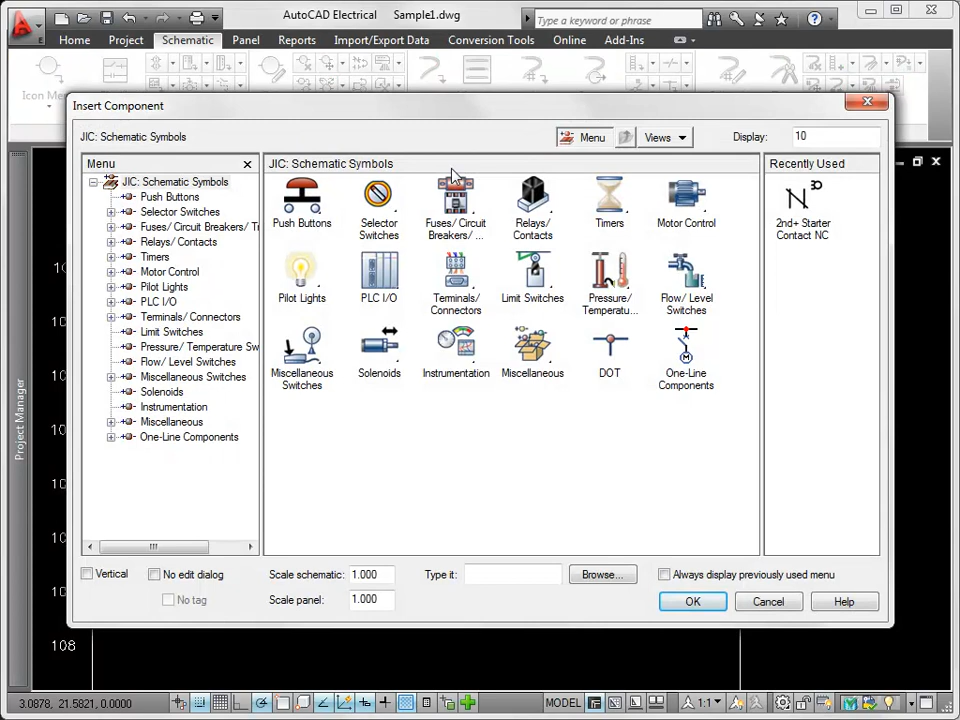 AutoCAD Electrical Sample1.dwg
Type a keyword or phrase
Home Project Schematic Panel Reports Import/Export Data Conversion Tools Online Add-Ins
Insert Component
JIC: Schematic Symbols
Menu
Views
Display:
10
Menu
JIC: Schematic Symbols
Push Buttons
Selector Switches
Fuses/ Circuit Breakers/ Tr
Relays/ Contacts
Timers
Motor Control
Pilot Lights
PLC I/O
Terminals/ Connectors
Limit Switches
Pressure/ Temperature Sw
Flow/ Level Switches
Miscellaneous Switches
Solenoids
Instrumentation
Miscellaneous
One-Line Components
JIC: Schematic Symbols
Push Buttons
Selector
Switches
Fuses/ Circuit
Breakers/ ...
Relays/
Contacts
Timers
Motor Control
Pilot Lights
PLC I/O
Terminals/
Connectors
Limit Switches
Pressure/
Temperatu...
Flow/ Level
Switches
Miscellaneous
Switches
Solenoids
Instrumentation
Miscellaneous
DOT
One-Line
Components
Recently Used
2nd+ Starter
Contact NC
Vertical
No edit dialog
No tag
Scale schematic:
1.000
Scale panel:
1.000
Type it:
Browse...
Always display previously used menu
OK
Cancel
Help
Project Manager
108
3.0878, 21.5821, 0.0000
MODEL
1:1